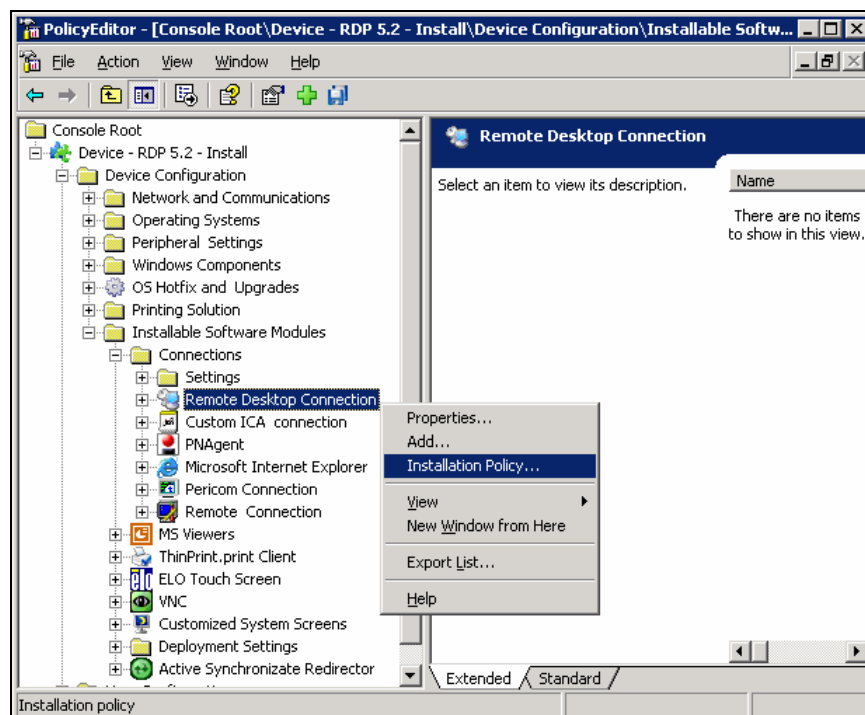 PolicyEditor - [Console Root\Device - RDP 5.2 - Install\Device Configuration\Installable Softw...
File Action View Window Help
Console Root
Device - RDP 5.2 - Install
Device Configuration
Network and Communications
Operating Systems
Peripheral Settings
Windows Components
OS Hotfix and Upgrades
Printing Solution
Installable Software Modules
Connections
Settings
Remote Desktop Connection
Custom ICA connection
PNAgent
Microsoft Internet Explorer
Pericom Connection
Remote Connection
MS Viewers
ThinPrint.print Client
ELO Touch Screen
VNC
Customized System Screens
Deployment Settings
Active Synchronizate Redirector
Remote Desktop Connection
Select an item to view its description.
Name
There are no items
to show in this view.
Properties...
Add...
Installation Policy...
View
New Window from Here
Export List...
Help
Extended
Standard
Installation policy